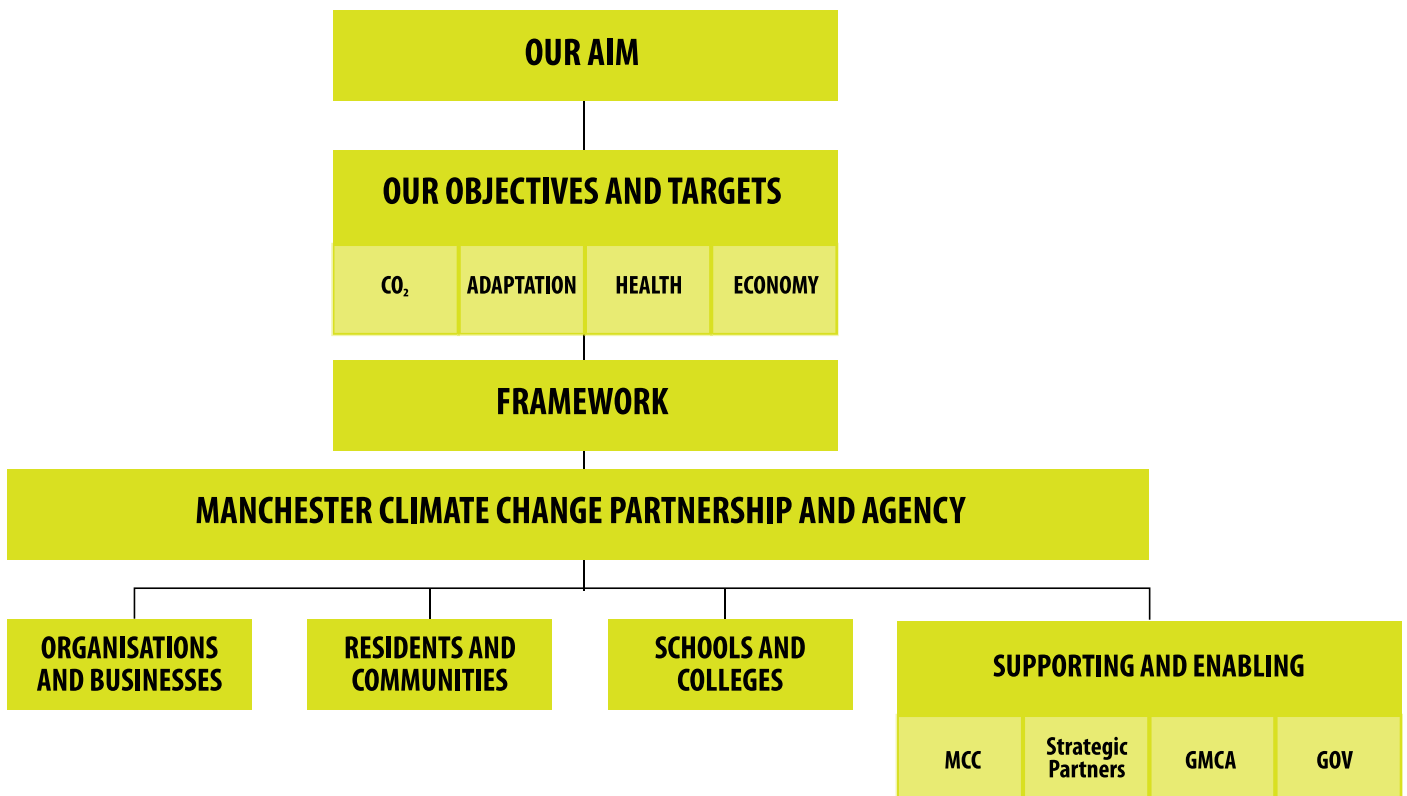 OUR AIM
OUR OBJECTIVES AND TARGETS
CO₂
ADAPTATION
HEALTH
ECONOMY
FRAMEWORK
MANCHESTER CLIMATE CHANGE PARTNERSHIP AND AGENCY
ORGANISATIONS
AND BUSINESSES
RESIDENTS AND
COMMUNITIES
SCHOOLS AND
COLLEGES
SUPPORTING AND ENABLING
MCC
Strategic
Partners
GMCA
GOV